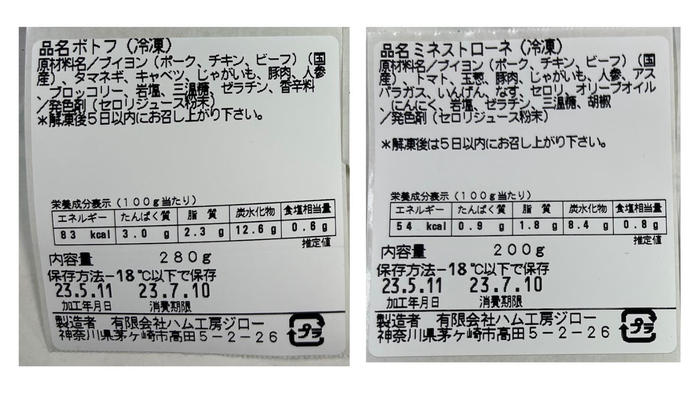 品名ポトフ(冷凍)
原材料名/ブイヨン(ポーク、チキン、ビーフ)(国
産)、タマネギ、キャベツ、じゃがいも、豚肉、人参
ブロッコリー、岩塩、三温糖、ゼラチン、香辛料
/発色剤(セロリジュース粉末)
*解凍後5日以内にお召し上がり下さい。
栄養成分表示(100g当たり)
エネルギー たんぱく質 脂質 炭水化物 食塩相当量
83 kcal 3.0 g 2.3 g 12.6 g 0.6 g
推定値
内容量 280g
保存方法-18℃以下で保存
23.5.11 23.7.10
加工年月日 消費期限
製造者 有限会社ハム工房ジロー
神奈川県茅ヶ崎市高田5-2-26
プラ
品名ミネストローネ(冷凍)
原材料名/ブイヨン(ポーク、チキン、ビーフ)(国
産)、トマト、玉葱、豚肉、じゃがいも、人参、アス
パラガス、いんげん、なす、セロリ、オリーブオイル
にんにく、岩塩、ゼラチン、三温糖、胡椒
/発色剤(セロリジュース粉末)
*解凍後は5日以内にお召し上がり下さい。
栄養成分表示(100g当たり)
エネルギー たんぱく質 脂質 炭水化物 食塩相当量
54 kcal 0.9 g 1.8 g 8.4 g 0.8 g
推定値
内容量 200g
保存方法-18℃以下で保存
23.5.11 23.7.10
加工年月日 消費期限
製造者 有限会社ハム工房ジロー
神奈川県茅ヶ崎市高田5-2-26
プラ